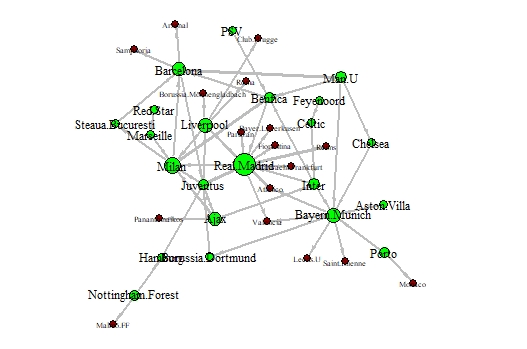 Arsenal
PSV
Club.Brugge
Sampdoria
Barcelona
Man.U
Roma
Borussia.Monchengladbach
Benfica
Feyenoord
Red.Star
Steaua.Bucuresti
Liverpool
Celtic
Bayer.Leverkusen
Marseille
Partizan
Chelsea
Fiorentina
Reims
Milan
Real.Madrid
Juventus
Inter
Atletico
Aston.Villa
Panathinaikos
Ajax
Valencia
Bayern.Munich
Hamburg
Borussia.Dortmund
Leeds.U
Saint.Etienne
Porto
Monaco
Nottingham.Forest
Malmo.FF